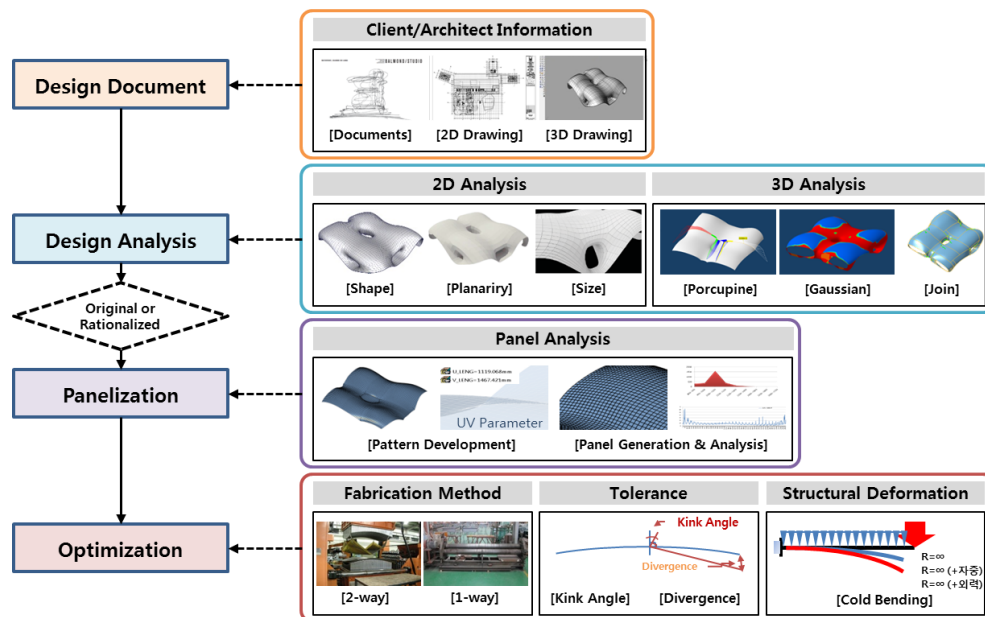 Client/Architect Information
Design Document
[Documents]
[2D Drawing]
[3D Drawing]
2D Analysis
3D Analysis
Design Analysis
[Shape]
[Planariry]
[Size]
[Porcupine]
[Gaussian]
[Join]
Original or
Rationalized
Panel Analysis
Panelization
U_LENG=1119.068mm
V_LENG=1467.421mm
UV Parameter
[Pattern Development]
[Panel Generation & Analysis]
Fabrication Method
Tolerance
Structural Deformation
Optimization
Kink Angle
Divergence
R=∞
R=∞ (+자중)
R=∞ (+외력)
[2-way]
[1-way]
[Kink Angle]
[Divergence]
[Cold Bending]